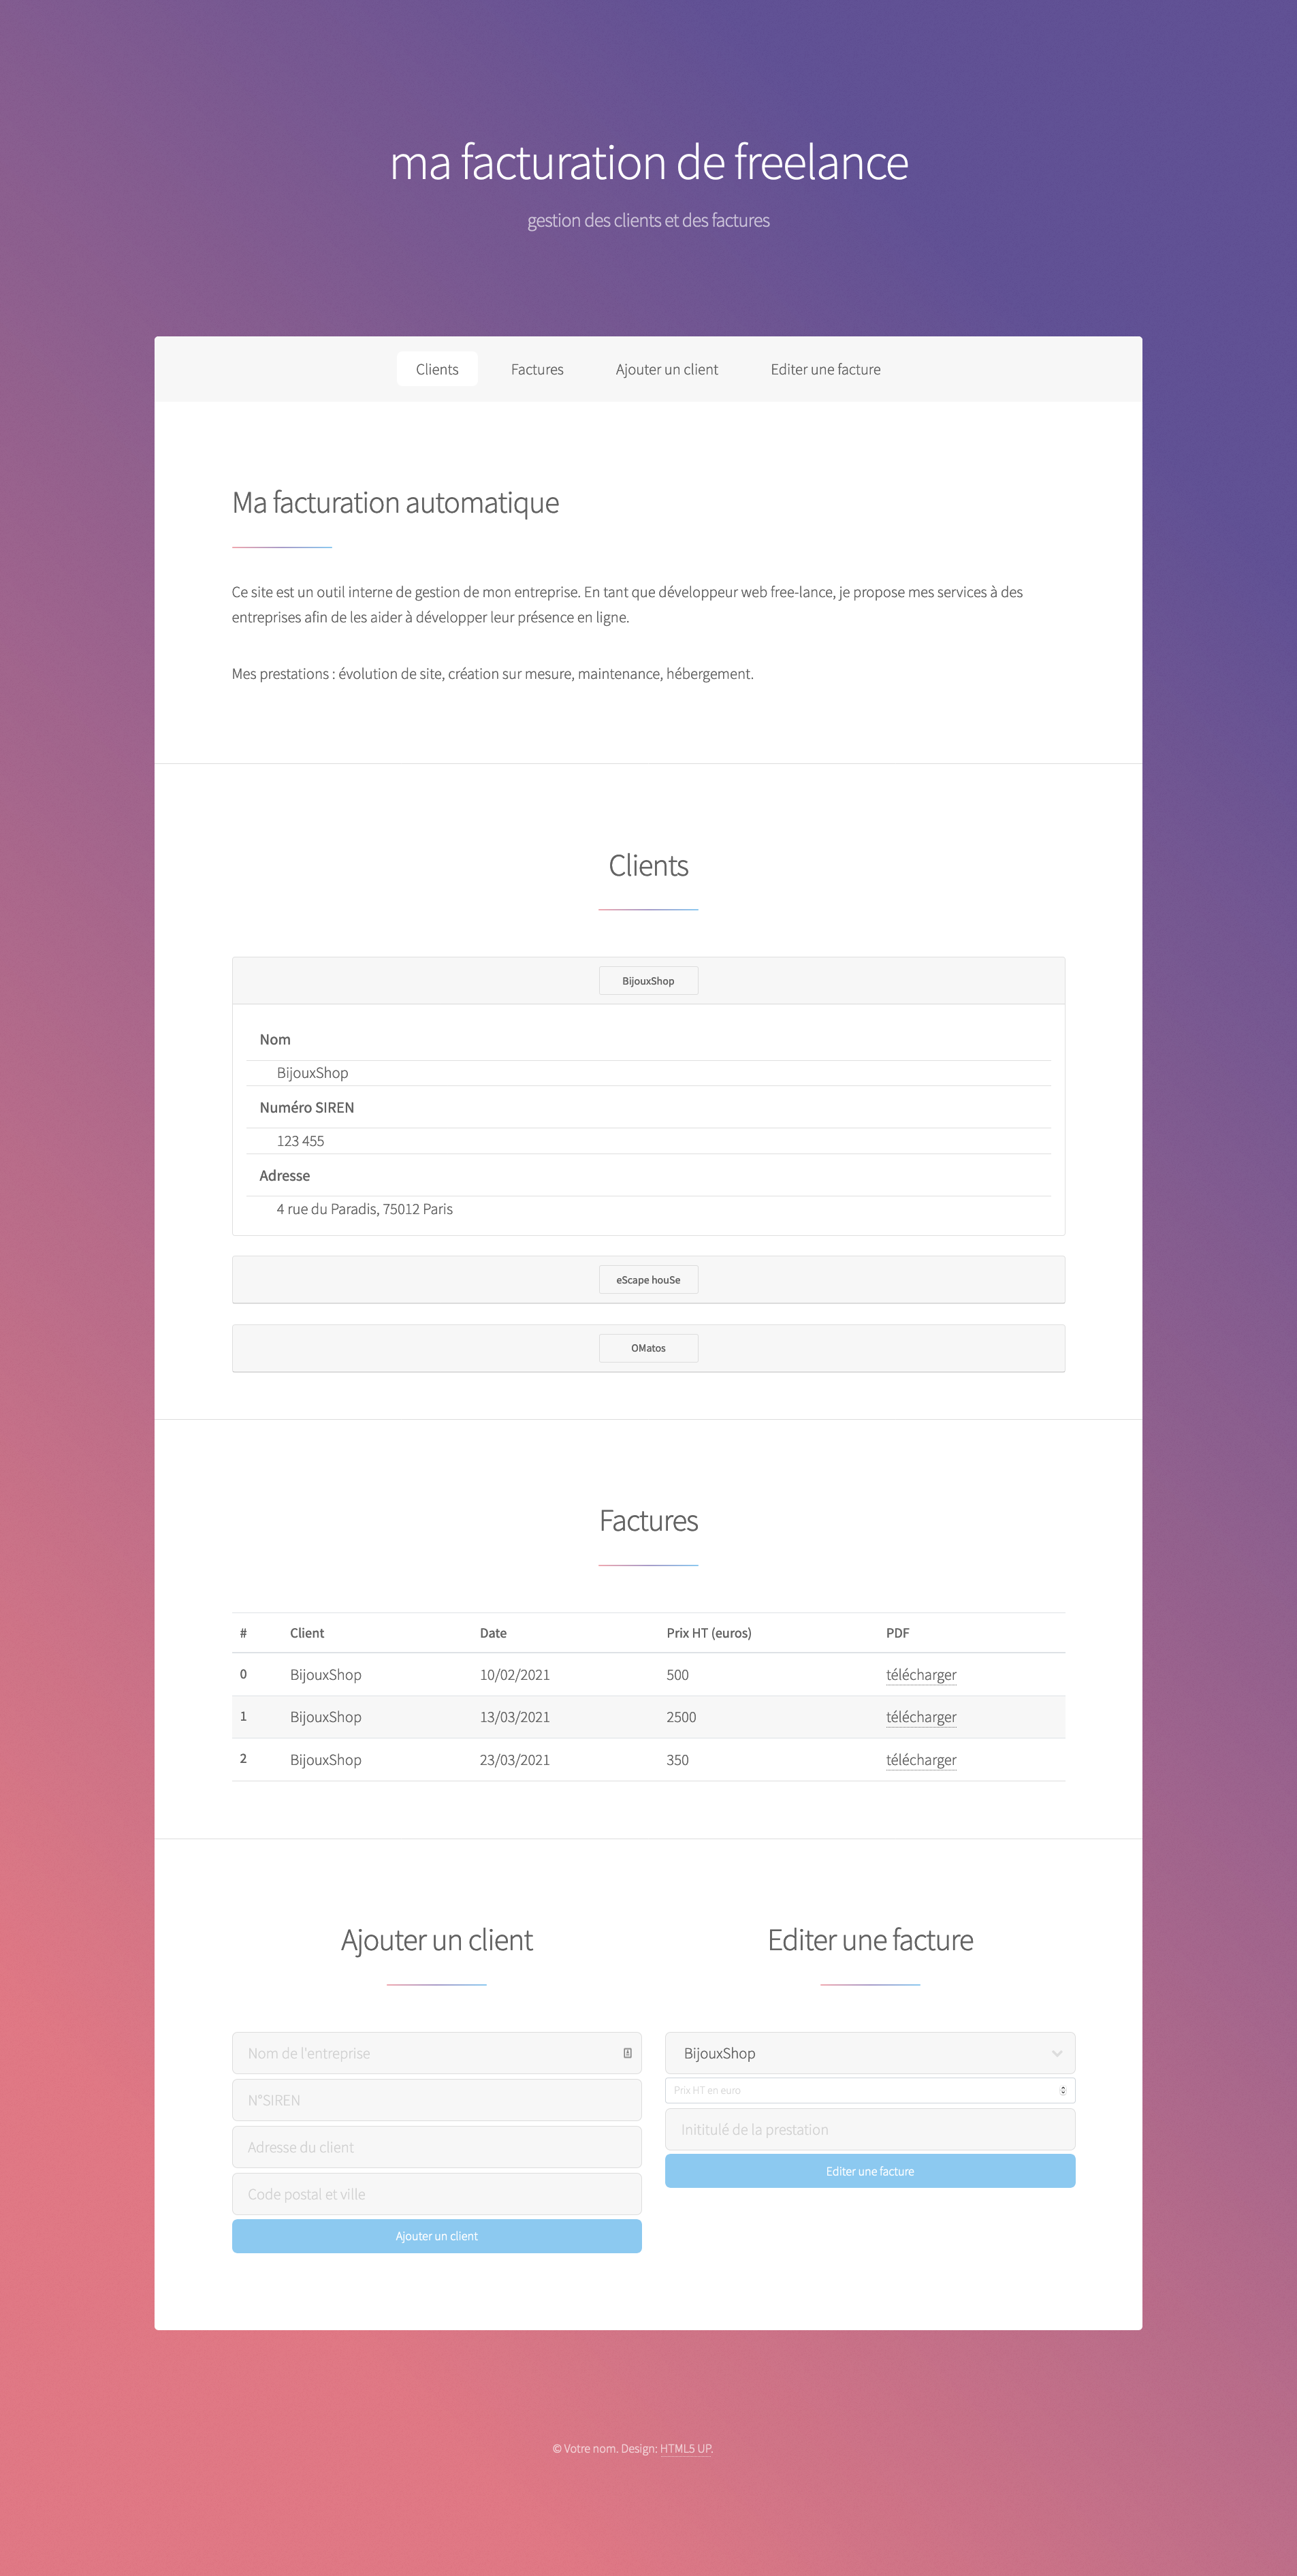 ma facturation de freelance
gestion des clients et des factures
Clients
Factures
Ajouter un client
Editer une facture
Ma facturation automatique
Ce site est un outil interne de gestion de mon entreprise. En tant que développeur web free-lance, je propose mes services à des
entreprises afin de les aider à développer leur présence en ligne.
Mes prestations : évolution de site, création sur mesure, maintenance, hébergement.
Clients
BijouxShop
Nom
BijouxShop
Numéro SIREN
123 455
Adresse
4 rue du Paradis, 75012 Paris
eScape houSe
OMatos
Factures
# Client Date Prix HT (euros) PDF
0 BijouxShop 10/02/2021 500 télécharger
1 BijouxShop 13/03/2021 2500 télécharger
2 BijouxShop 23/03/2021 350 télécharger
Ajouter un client
Nom de l'entreprise
N°SIREN
Adresse du client
Code postal et ville
Ajouter un client
Editer une facture
BijouxShop
Prix HT en euro
Inititulé de la prestation
Editer une facture
© Votre nom. Design: HTML5 UP.